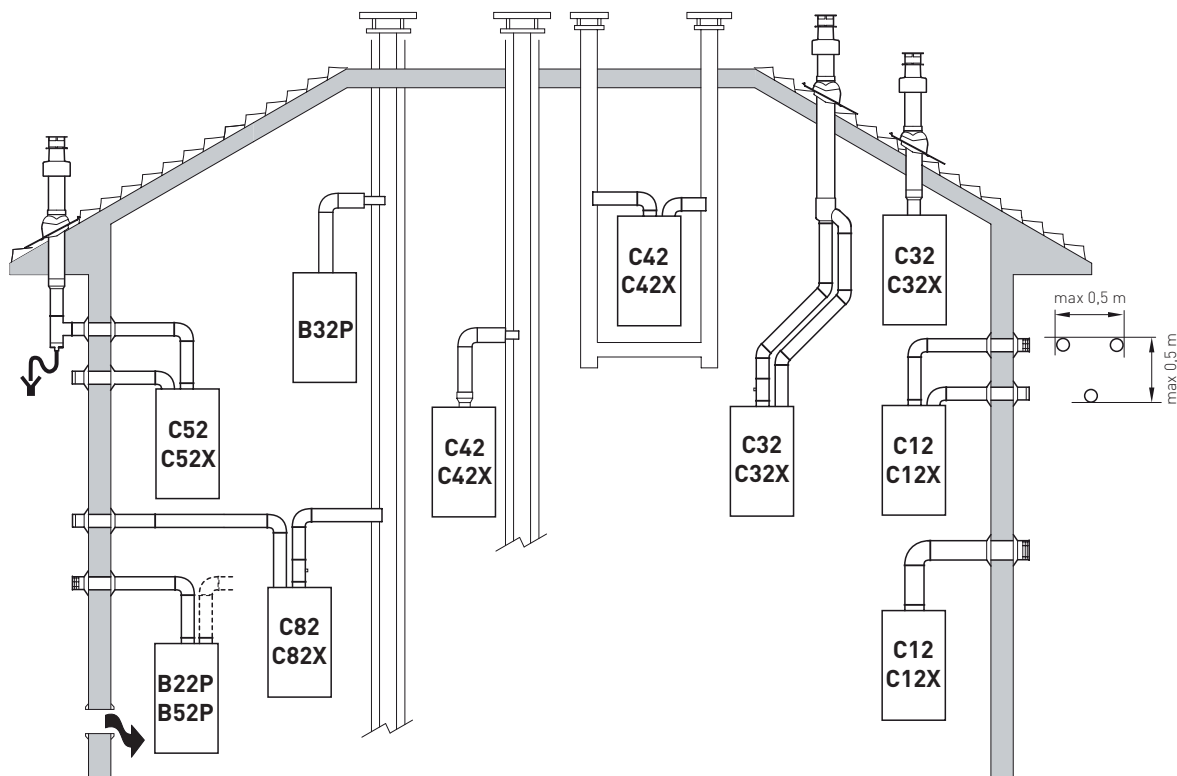 C52
C52X
B32P
C42
C42X
C42
C42X
C32
C32X
C32
C32X
max 0,5 m
max 0,5 m
C12
C12X
C82
C82X
B22P
B52P
C12
C12X